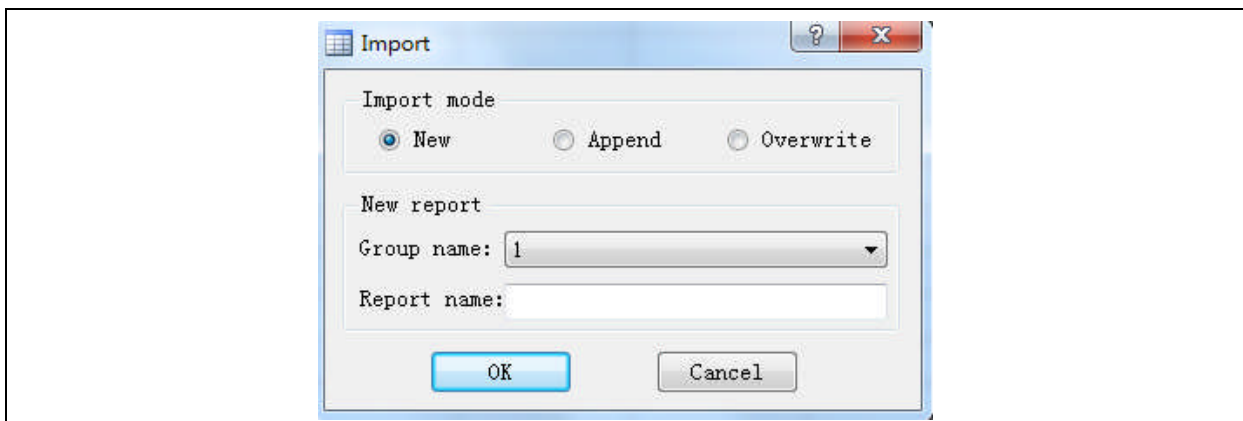 Import
Import mode
New Append Overwrite
New report
Group name: 1
Report name:
OK Cancel